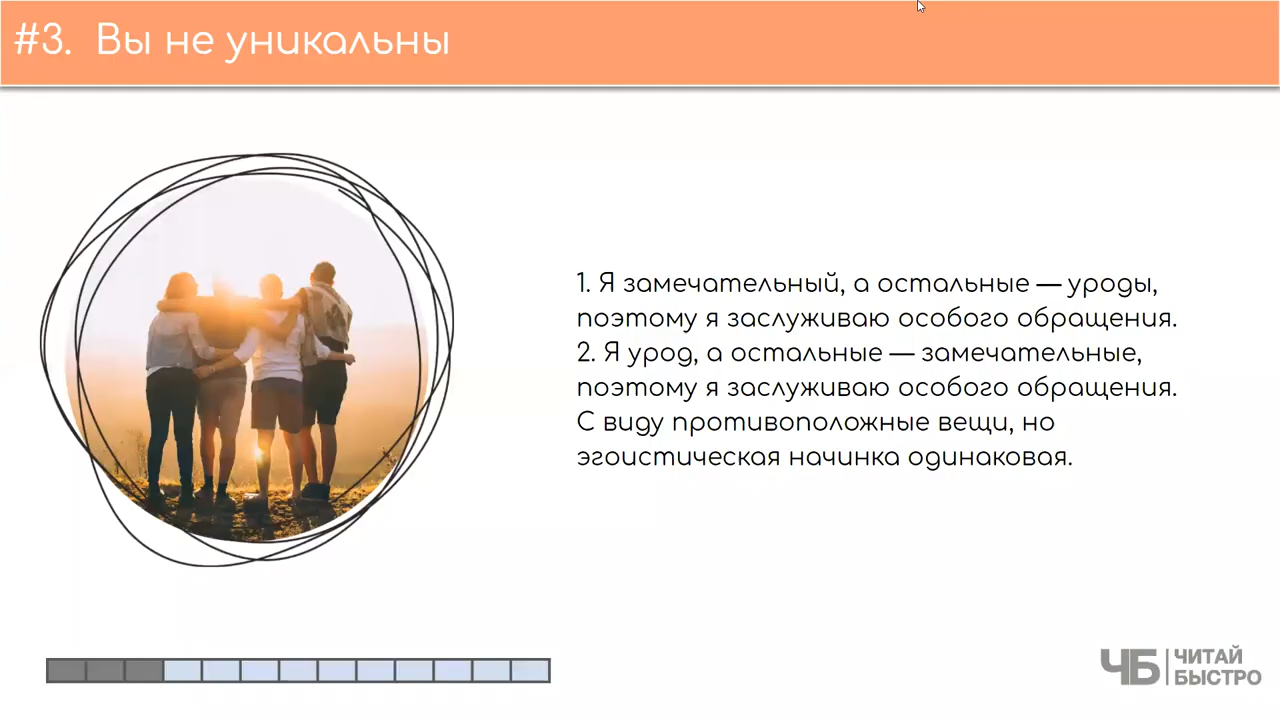 #3. Вы не уникальны
1. Я замечательный, а остальные — уроды,
поэтому я заслуживаю особого обращения.
2. Я урод, а остальные — замечательные,
поэтому я заслуживаю особого обращения.
С виду противоположные вещи, но
эгоистическая начинка одинаковая.
ЧБ ЧИТАЙ
БЫСТРО